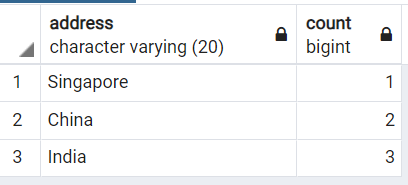 address count
character varying (20) bigint
1 Singapore 1
2 China 2
3 India 3